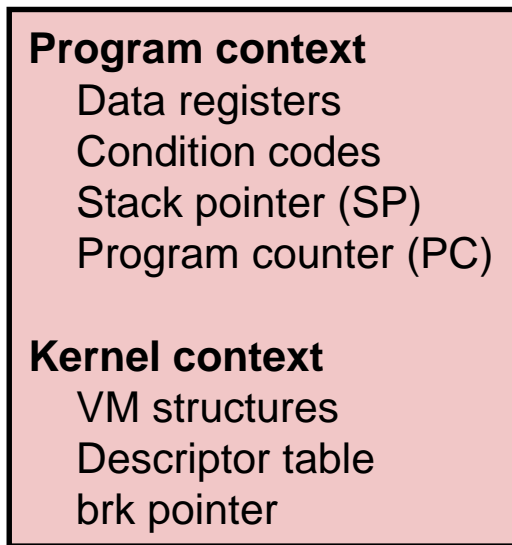 Program context
Data registers
Condition codes
Stack pointer (SP)
Program counter (PC)
Kernel context
VM structures
Descriptor table
brk pointer